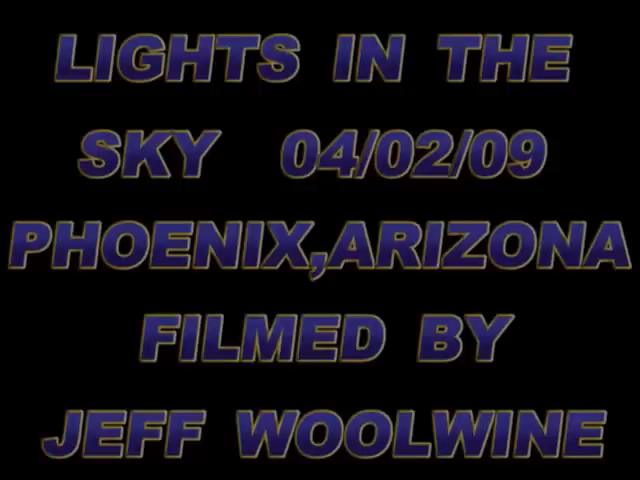 LIGHTS IN THE
SKY 04/02/09
PHOENIX,ARIZONA
FILMED BY
JEFF WOOLWINE